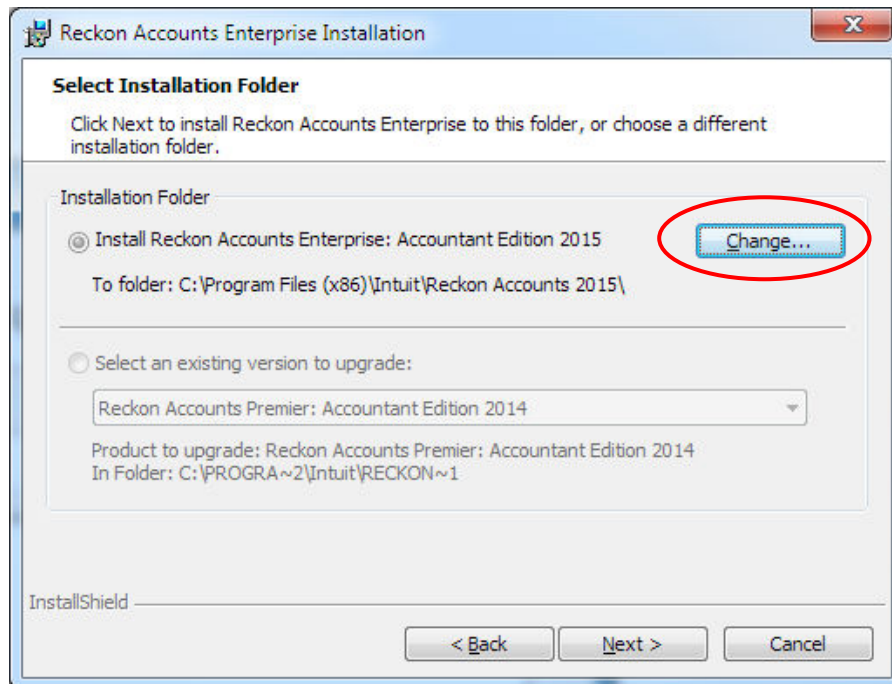 Reckon Accounts Enterprise Installation
Select Installation Folder
Click Next to install Reckon Accounts Enterprise to this folder, or choose a different
installation folder.
Installation Folder
Install Reckon Accounts Enterprise: Accountant Edition 2015
Change...
To folder: C:\Program Files (x86)\Intuit\Reckon Accounts 2015\
Select an existing version to upgrade:
Reckon Accounts Premier: Accountant Edition 2014
Product to upgrade: Reckon Accounts Premier: Accountant Edition 2014
In Folder: C:\PROGRA~2\Intuit\RECKON~1
InstallShield
< Back
Next >
Cancel